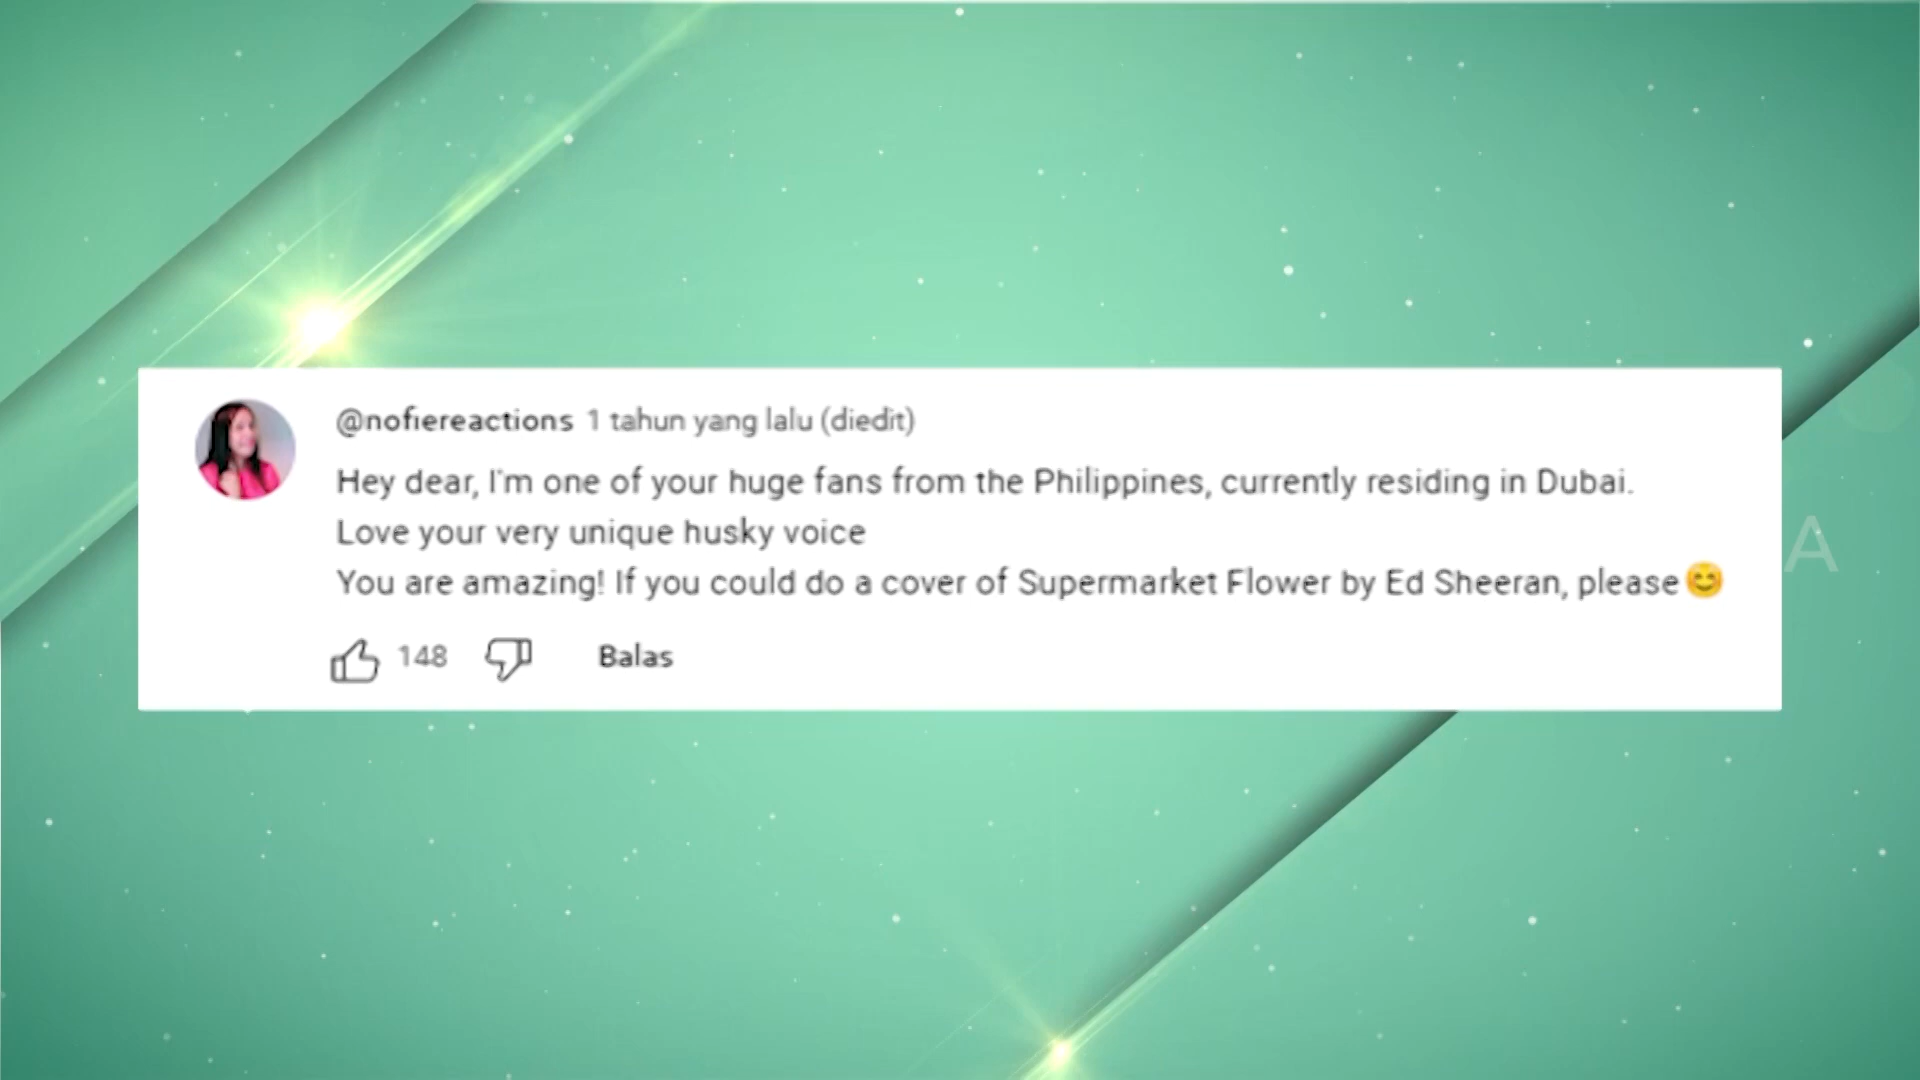 @nofiereactions 1 tahun yang lalu (diedit)
Hey dear, I'm one of your huge fans from the Philippines, currently residing in Dubai.
Love your very unique husky voice
You are amazing! If you could do a cover of Supermarket Flower by Ed Sheeran, please😊
148 Balas
A